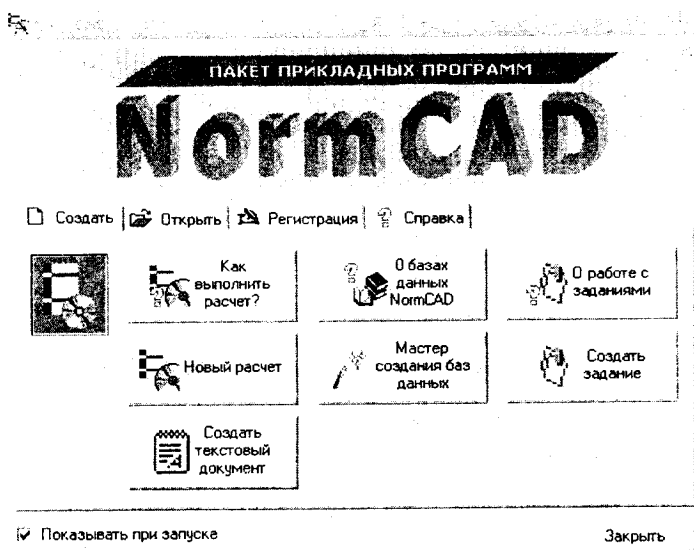 ПАКЕТ ПРИКЛАДНЫХ ПРОГРАММ
NormCAD
Создать Открыть Регистрация Справка
Как
выполнить
расчет?
О базах
данных
NormCAD
О работе с
заданиями
Новый расчет
Мастер
создания баз
данных
Создать
задание
Создать
текстовый
документ
Показывать при запуске
Закрыть